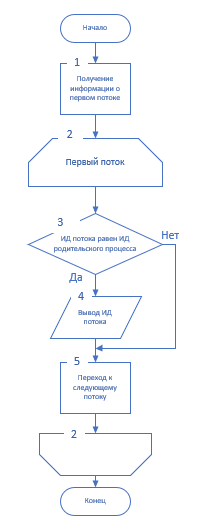 Начало
1
Получение
информации о
первом потоке
2
Первый поток
3
ИД потока равен ИД
родительского процесса
Нет
Да
4
Вывод ИД
потока
5
Переход к
следующему
потоку
2
Конец